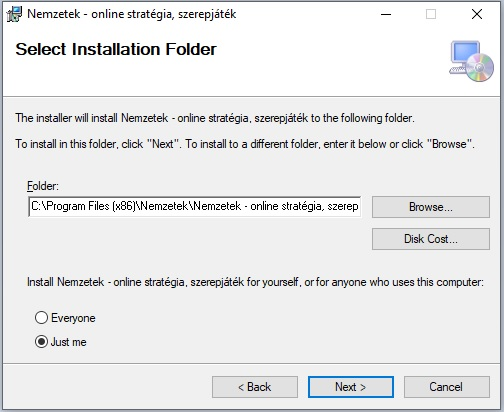 Nemzetek - online stratégia, szerepjáték
Select Installation Folder
The installer will install Nemzetek - online stratégia, szerepjáték to the following folder.
To install in this folder, click "Next". To install to a different folder, enter it below or click "Browse".
Folder:
C:\Program Files (x86)\Nemzetek\Nemzetek - online stratégia, szerep
Browse...
Disk Cost...
Install Nemzetek - online stratégia, szerepjáték for yourself, or for anyone who uses this computer:
Everyone
Just me
< Back
Next >
Cancel